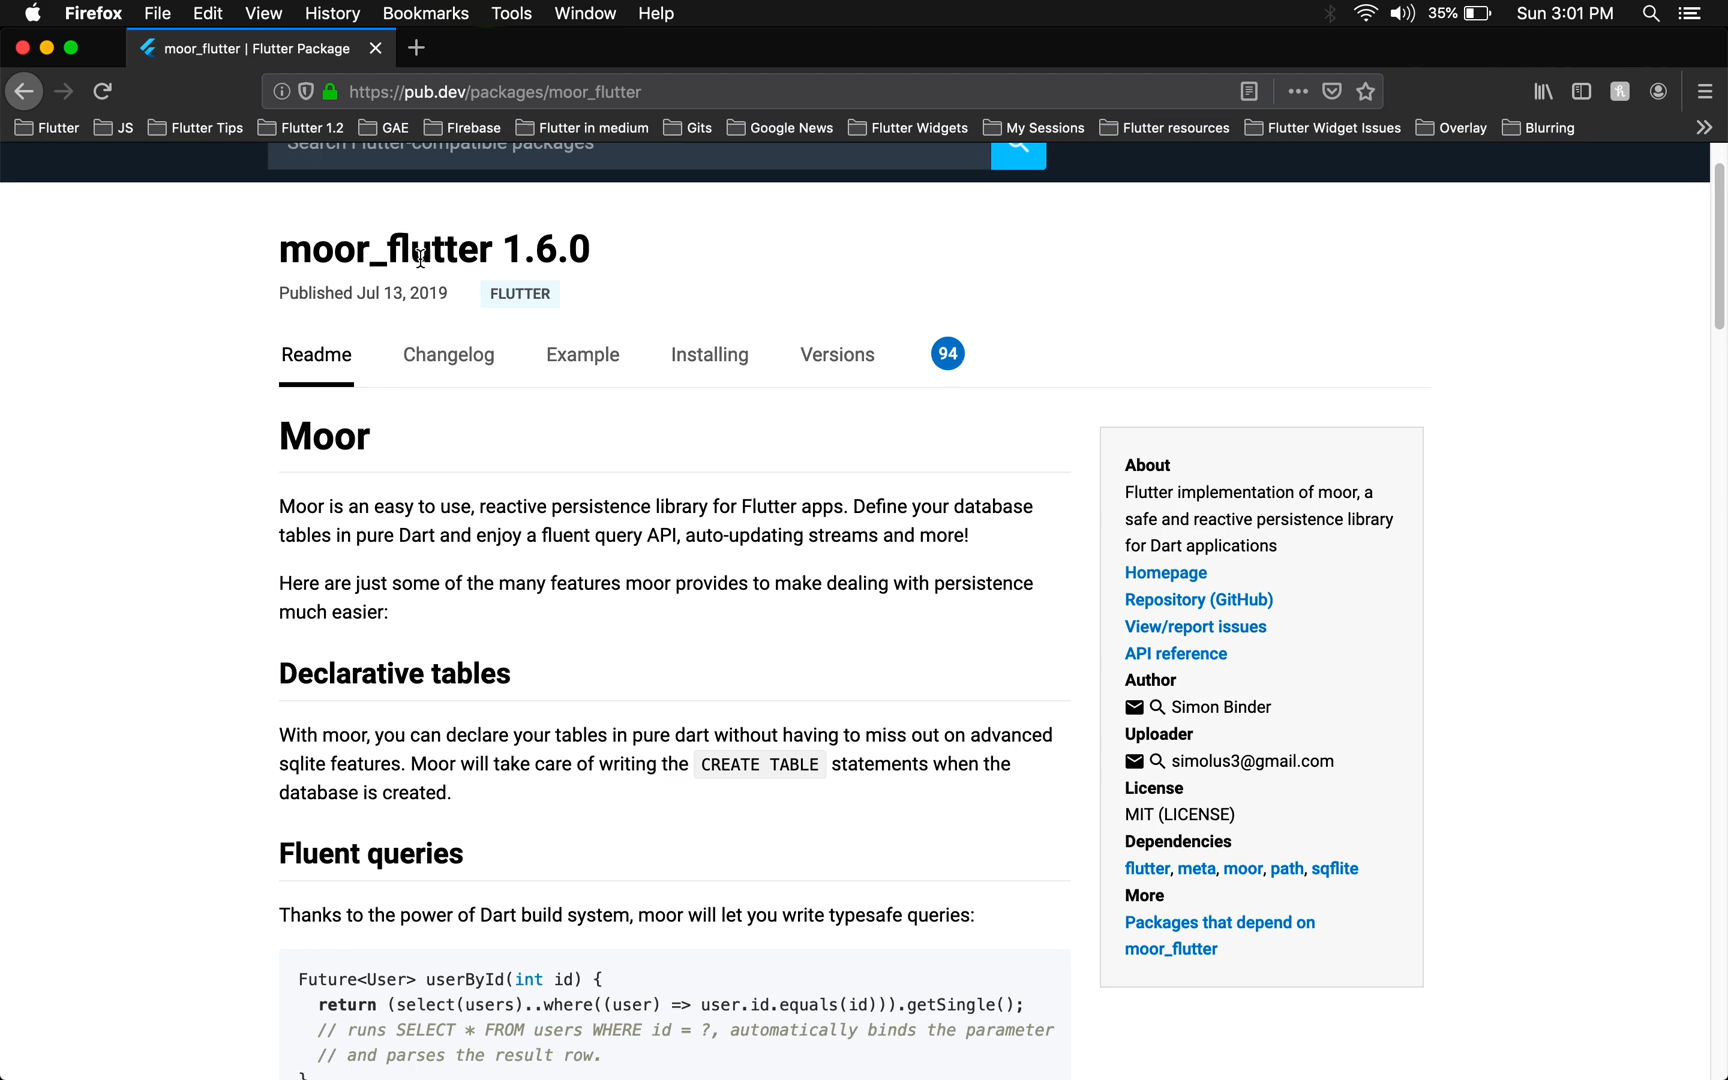 Firefox File Edit View History Bookmarks Tools Window Help 35% Sun 3:01 PM
moor_flutter | Flutter Package
https://pub.dev/packages/moor_flutter
Flutter JS Flutter Tips Flutter 1.2 GAE FIrebase Flutter in medium Gits Google News Flutter Widgets My Sessions Flutter resources Flutter Widget Issues Overlay Blurring
Search Flutter-compatible packages
moor_flutter 1.6.0
Published Jul 13, 2019 FLUTTER
Readme Changelog Example Installing Versions 94
Moor
Moor is an easy to use, reactive persistence library for Flutter apps. Define your database
tables in pure Dart and enjoy a fluent query API, auto-updating streams and more!
Here are just some of the many features moor provides to make dealing with persistence
much easier:
Declarative tables
With moor, you can declare your tables in pure dart without having to miss out on advanced
sqlite features. Moor will take care of writing the CREATE TABLE statements when the
database is created.
Fluent queries
Thanks to the power of Dart build system, moor will let you write typesafe queries:
Future<User> userById(int id) {
return (select(users)..where((user) => user.id.equals(id))).getSingle();
// runs SELECT * FROM users WHERE id = ?, automatically binds the parameter
// and parses the result row.
}
About
Flutter implementation of moor, a
safe and reactive persistence library
for Dart applications
Homepage
Repository (GitHub)
View/report issues
API reference
Author
Simon Binder
Uploader
simolus3@gmail.com
License
MIT (LICENSE)
Dependencies
flutter, meta, moor, path, sqflite
More
Packages that depend on
moor_flutter